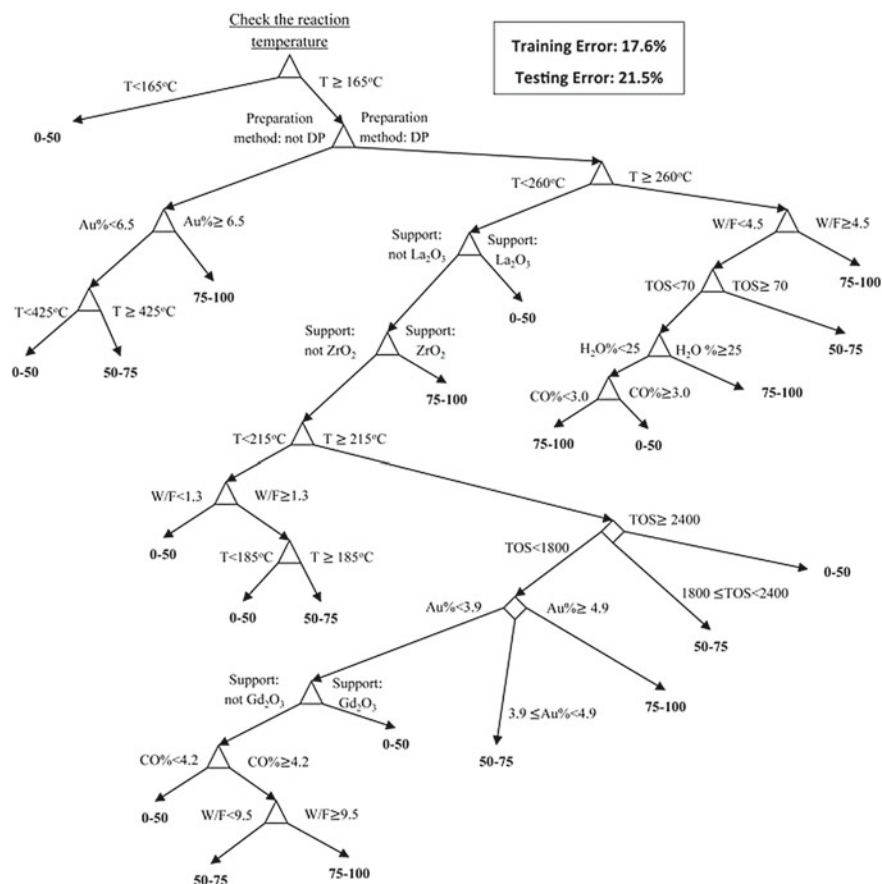 Check the reaction
temperature
Training Error: 17.6%
Testing Error: 21.5%
T<165°C
T ≥ 165°C
0-50
Preparation
method: not DP
Preparation
method: DP
T<260°C
T ≥ 260°C
Au%<6.5
Au%≥ 6.5
Support:
not La₂O₃
Support:
La₂O₃
W/F<4.5
W/F≥4.5
75-100
75-100
T<425°C
T ≥ 425°C
TOS<70
TOS≥ 70
0-50
0-50
50-75
Support:
not ZrO₂
Support:
ZrO₂
H₂O%<25
H₂O %≥25
50-75
75-100
75-100
CO%<3.0
CO%≥3.0
75-100
0-50
T<215°C
T ≥ 215°C
W/F<1.3
W/F≥1.3
0-50
TOS<1800
TOS≥ 2400
0-50
T<185°C
T ≥ 185°C
1800 ≤TOS<2400
0-50
50-75
Au%<3.9
Au%≥ 4.9
50-75
Support:
not Gd₂O₃
Support:
Gd₂O₃
75-100
3.9 ≤Au%<4.9
0-50
50-75
CO%<4.2
CO%≥4.2
0-50
W/F<9.5
W/F≥9.5
50-75
75-100